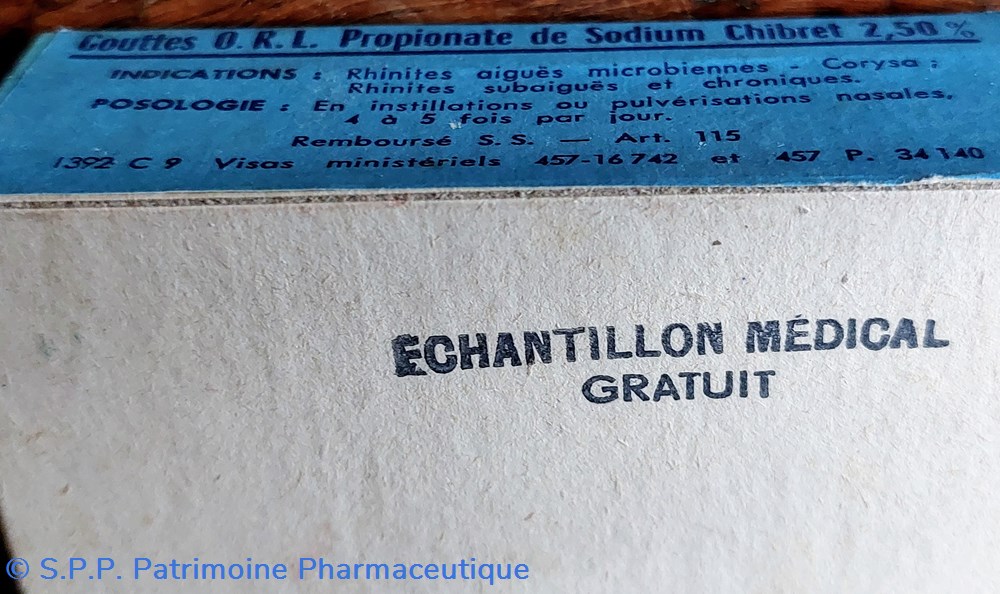 Gouttes O.R.L. Propionate de Sodium Chibret 2,50 %
INDICATIONS : Rhinites aiguës microbiennes - Corysa ;
Rhinites subaiguës et chroniques.
POSOLOGIE : En instillations ou pulvérisations nasales,
4 à 5 fois par jour.
Remboursé S. S. — Art. 115
1392 C 9 Visas ministériels 457-16 742 et 457 P. 34 140
ÉCHANTILLON MÉDICAL
GRATUIT
© S.P.P. Patrimoine Pharmaceutique